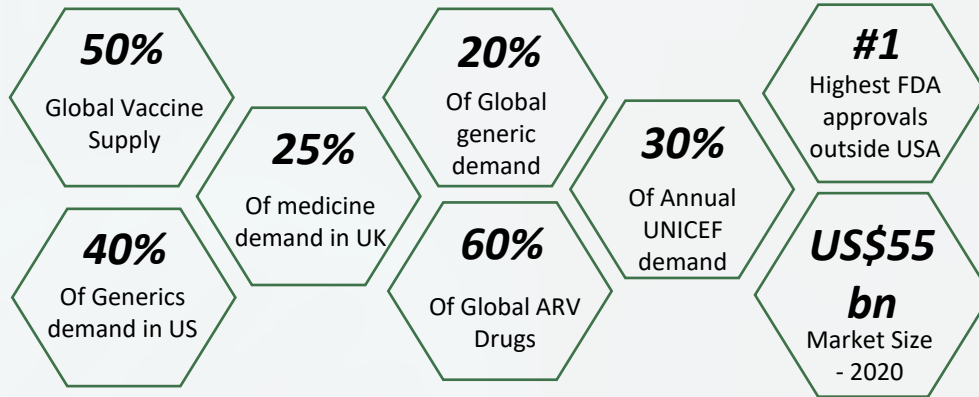 50%
Global Vaccine
Supply
40%
Of Generics
demand in US
25%
Of medicine
demand in UK
20%
Of Global
generic
demand
60%
Of Global ARV
Drugs
30%
Of Annual
UNICEF
demand
#1
Highest FDA
approvals
outside USA
US$55
bn
Market Size
- 2020